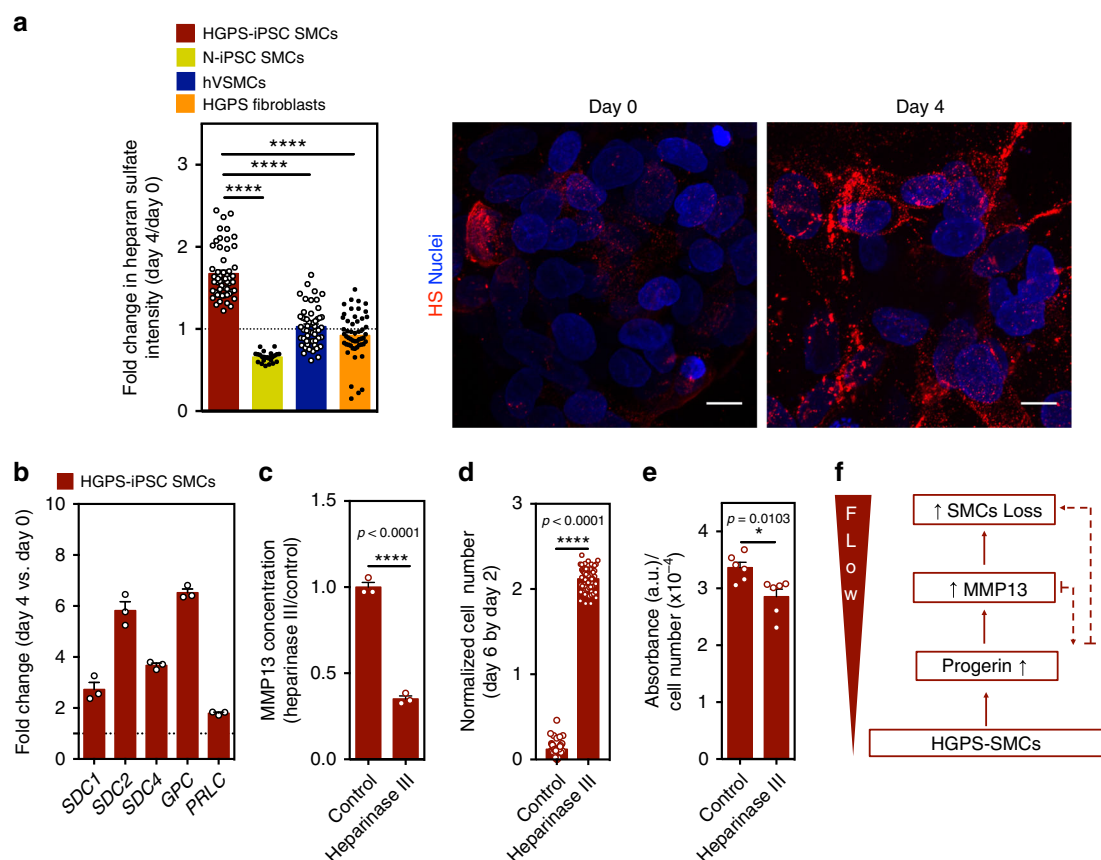 a
HGPS-iPSC SMCs
N-iPSC SMCs
hVSMCs
HGPS fibroblasts
Fold change in heparan sulfate
intensity (day 4/day 0)
3
2
1
0
****
****
****
Day 0
Day 4
HS Nuclei
b
HGPS-iPSC SMCs
Fold change (day 4 vs. day 0)
10
8
6
4
2
0
SDC1
SDC2
SDC4
GPC
PRLC
c
MMP13 concentration
(heparinase III/control)
1.5
1.0
0.5
0.0
p < 0.0001
****
Control
Heparinase III
d
Normalized cell number
(day 6 by day 2)
3
2
1
0
p < 0.0001
****
Control
Heparinase III
e
Absorbance (a.u.)/
cell number (x10⁻⁴)
4
3
2
1
0
p = 0.0103
*
Control
Heparinase III
f
FLow
↑ SMCs Loss
↑ MMP13
Progerin ↑
HGPS-SMCs